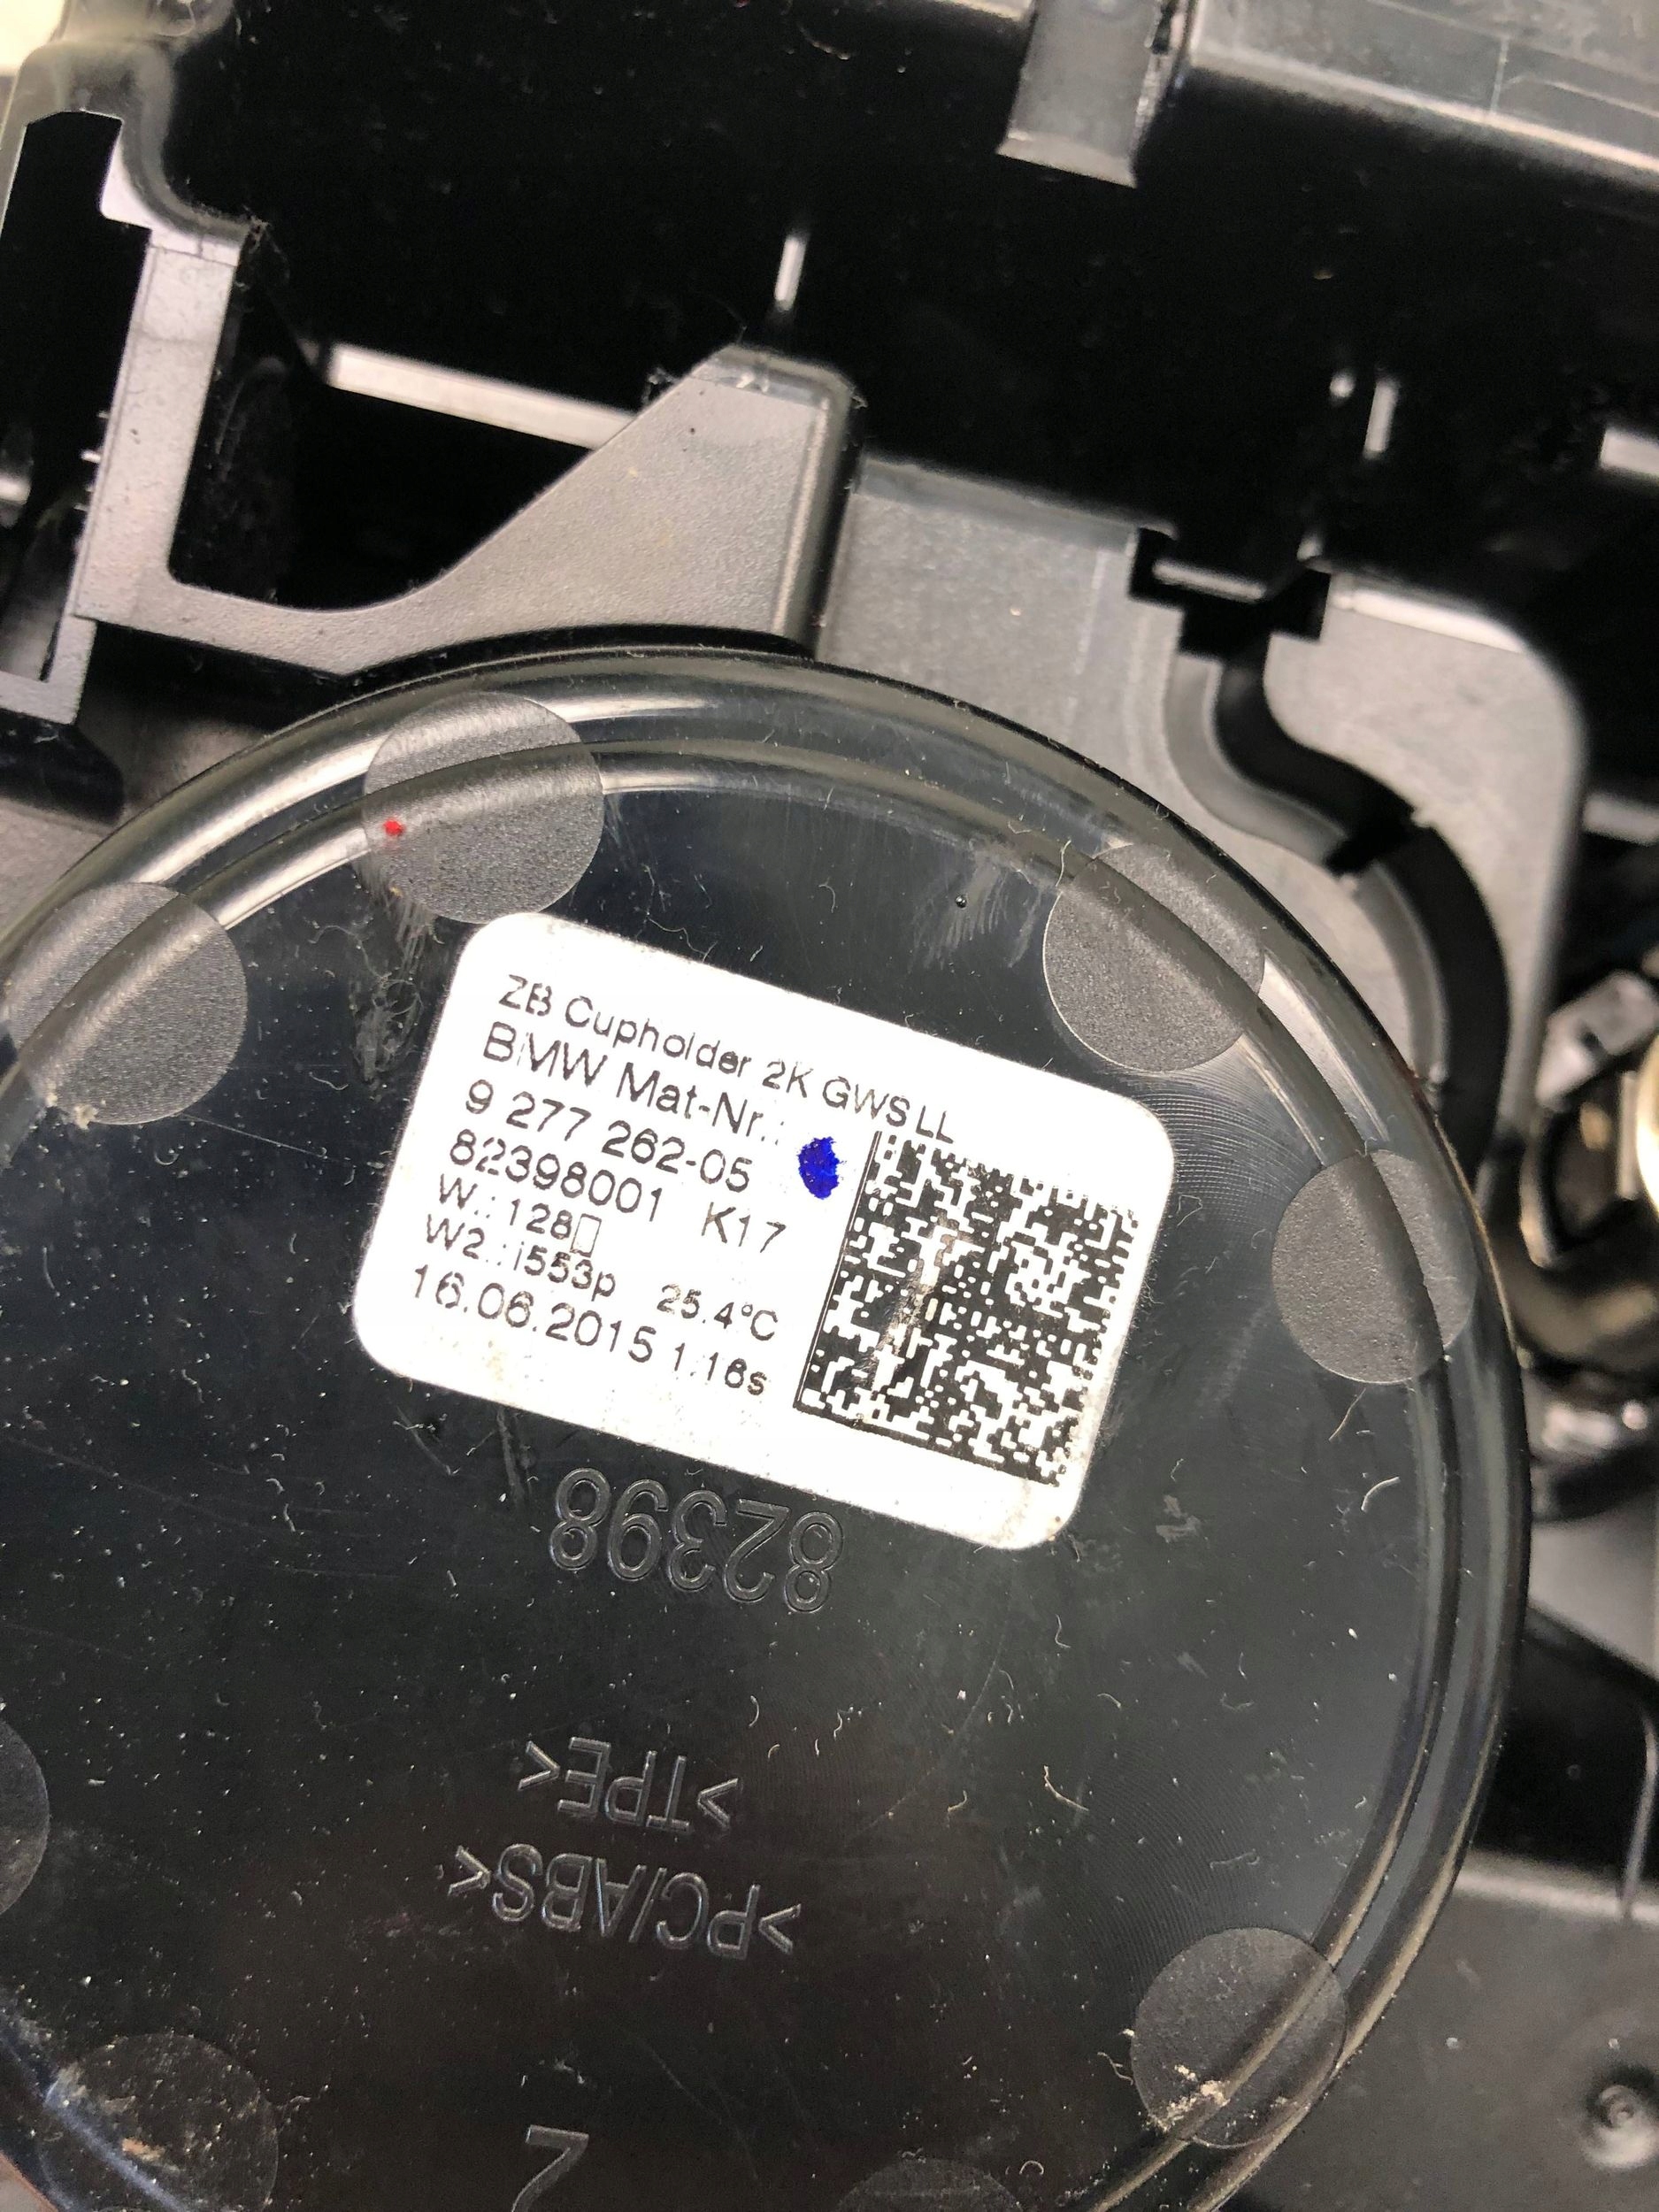 ZB Cupholder 2K GWS LL
BMW Mat-Nr.:
9 277 262-05
82398001 K17
W.:128▯
W2.:i553p 25.4°C
16.06.2015 1.16s
82398
>TPE<
>PC/ABS<
2